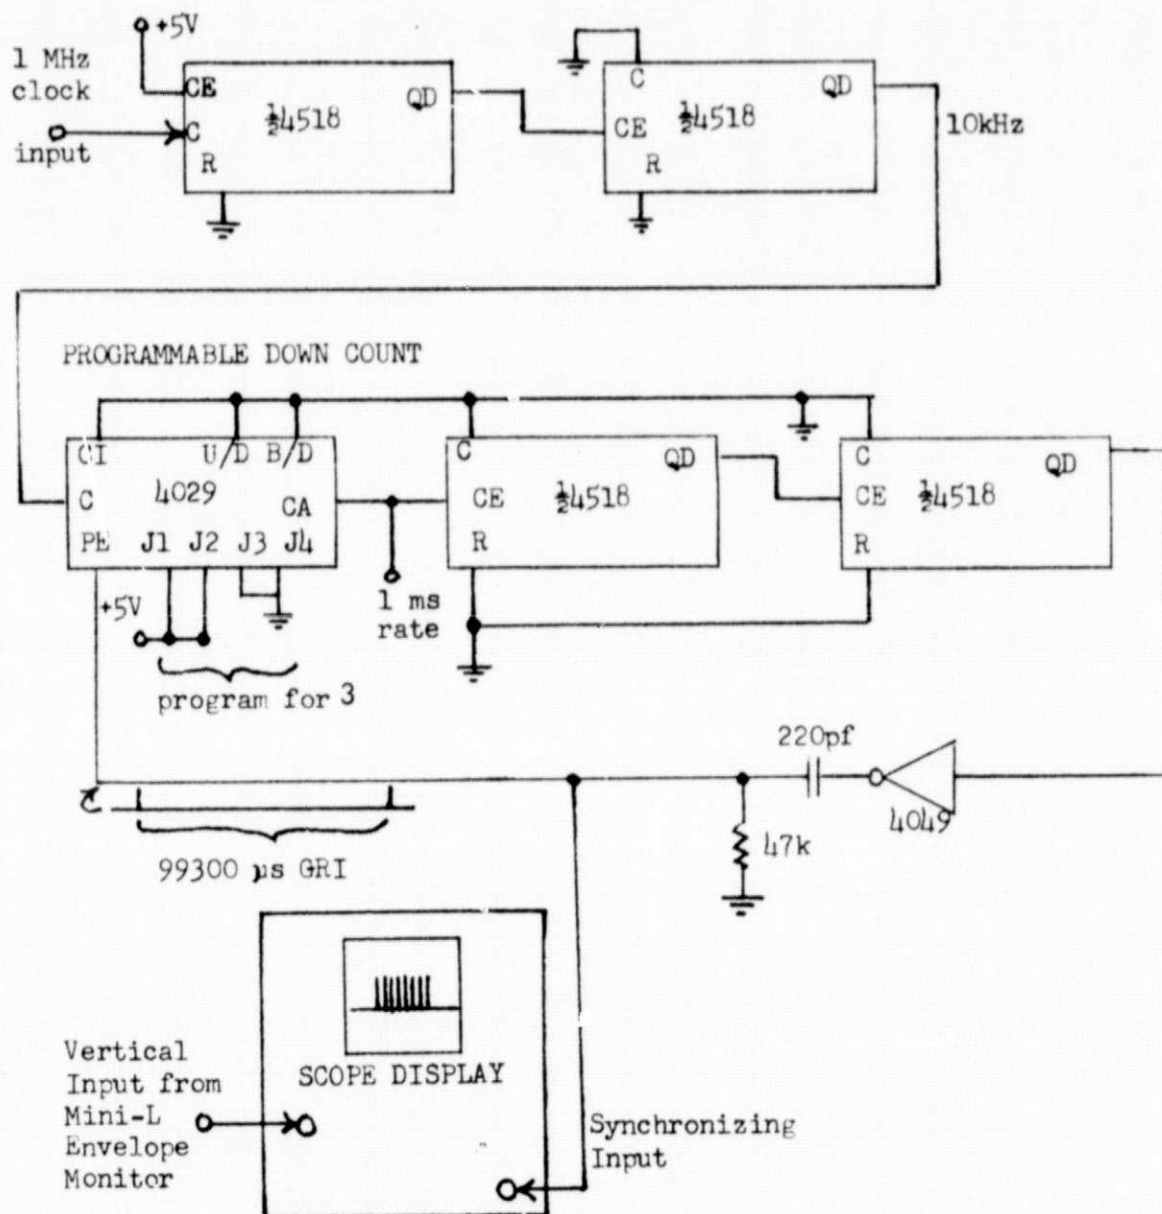 +5V
1 MHz
clock
input
CE
C
R
½4518
QD
C
CE
R
½4518
QD
10kHz
PROGRAMMABLE DOWN COUNT
CI U/D B/D
C 4029 CA
PE J1 J2 J3 J4
C
CE
R
½4518
QD
C
CE
R
½4518
QD
+5V
1 ms
rate
program for 3
220pf
4049
47k
99300 µs GRI
SCOPE DISPLAY
Vertical
Input from
Mini-L
Envelope
Monitor
Synchronizing
Input